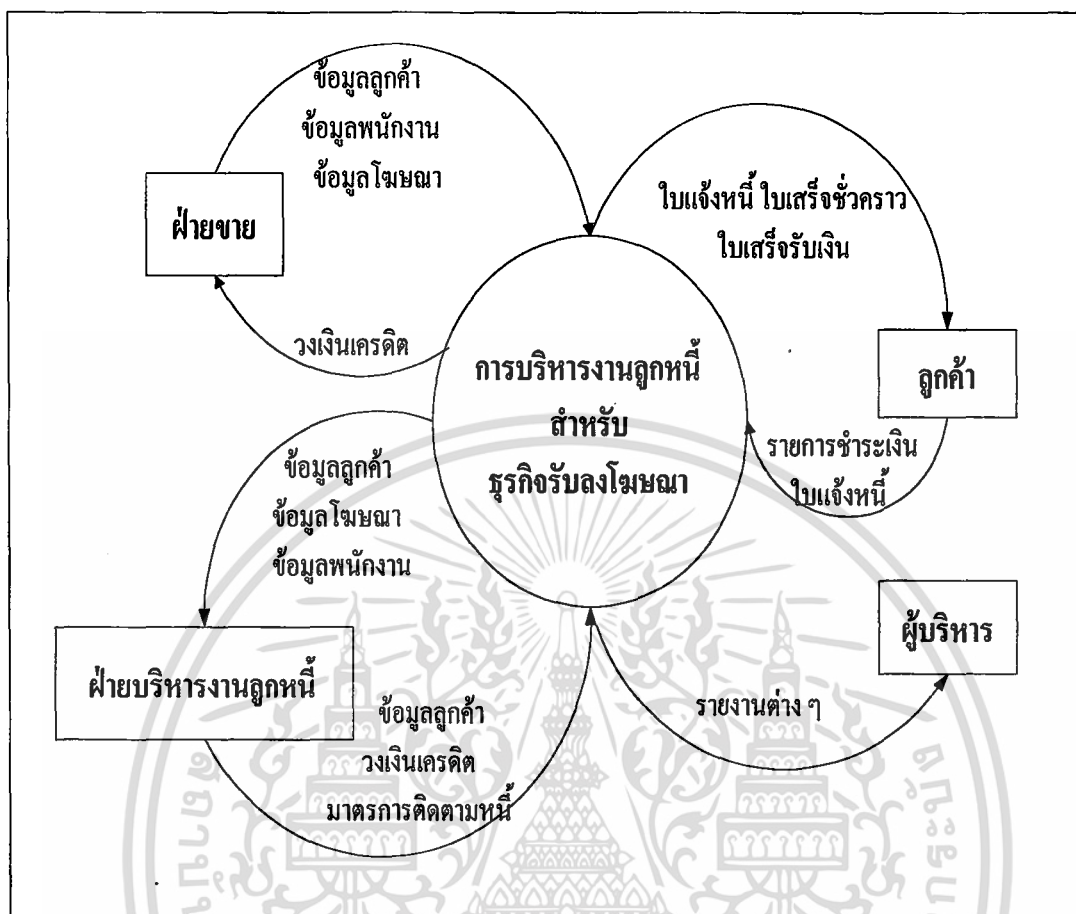 ข้อมูลลูกค้า
ข้อมูลพนักงาน
ข้อมูลโฆษณา
ฝ่ายขาย
วงเงินเครดิต
ใบแจ้งหนี้ ใบเสร็จชั่วคราว
ใบเสร็จรับเงิน
การบริหารงานลูกหนี้
สำหรับ
ธุรกิจรับลงโฆษณา
ลูกค้า
รายการชำระเงิน
ใบแจ้งหนี้
ข้อมูลลูกค้า
ข้อมูลโฆษณา
ข้อมูลพนักงาน
ฝ่ายบริหารงานลูกหนี้
ข้อมูลลูกค้า
วงเงินเครดิต
มาตรการติดตามหนี้
ผู้บริหาร
รายงานต่าง ๆ